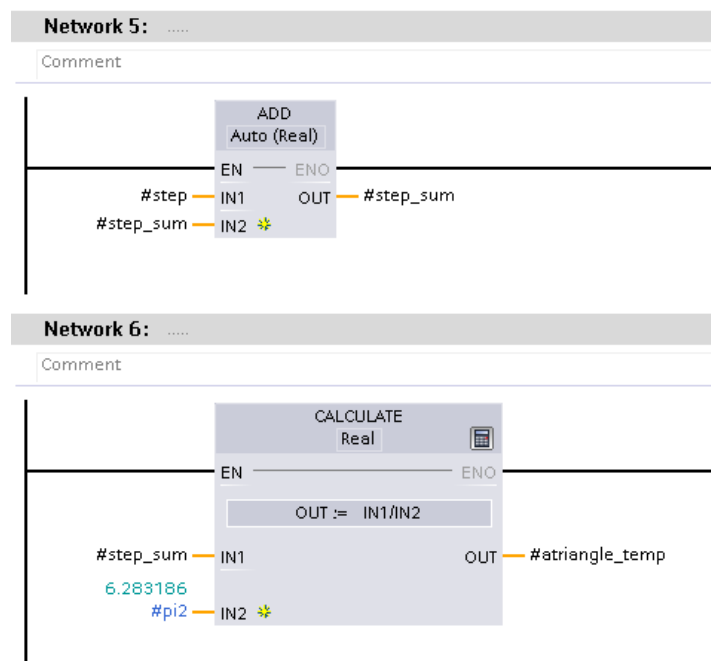 Network 5: .....
Comment
ADD
Auto (Real)
EN ENO
#step IN1 OUT #step_sum
#step_sum IN2
Network 6: .....
Comment
CALCULATE
Real
EN ENO
OUT := IN1/IN2
#step_sum IN1 OUT #atriangle_temp
6.283186
#pi2 IN2